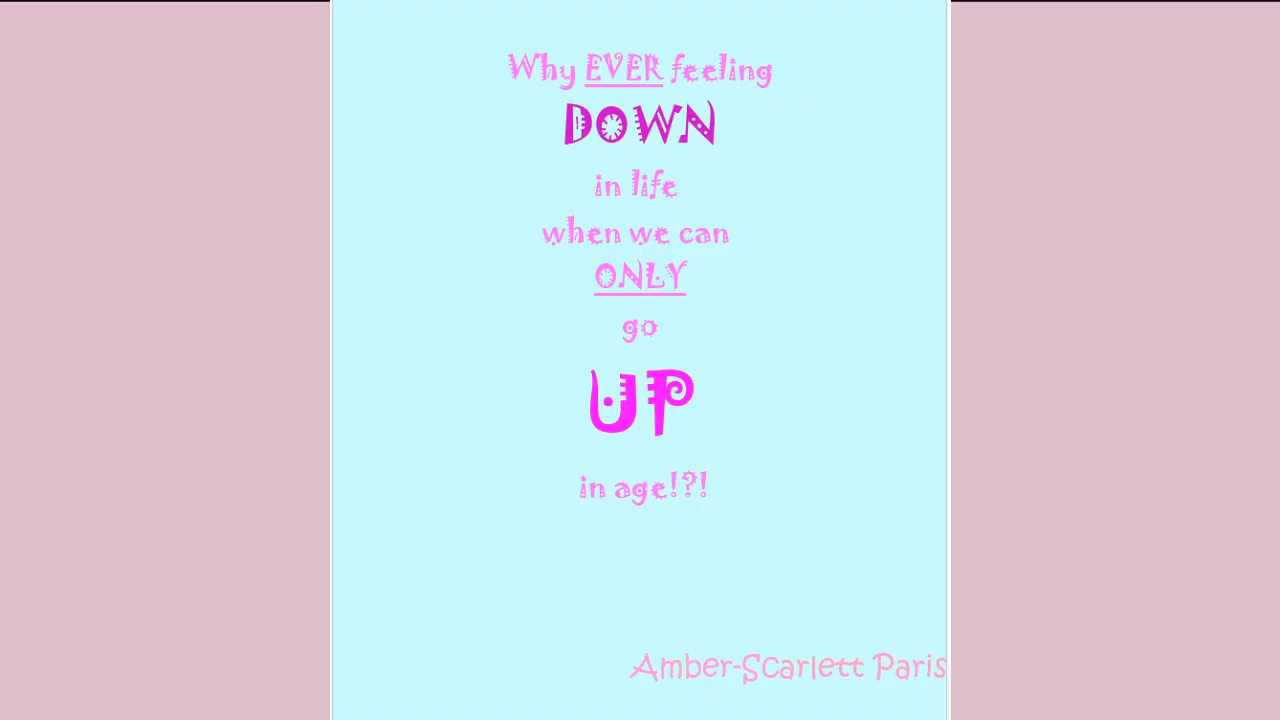 Why EVER feeling
DOWN
in life
when we can
ONLY
go
UP
in age!?!
Amber-Scarlett Paris